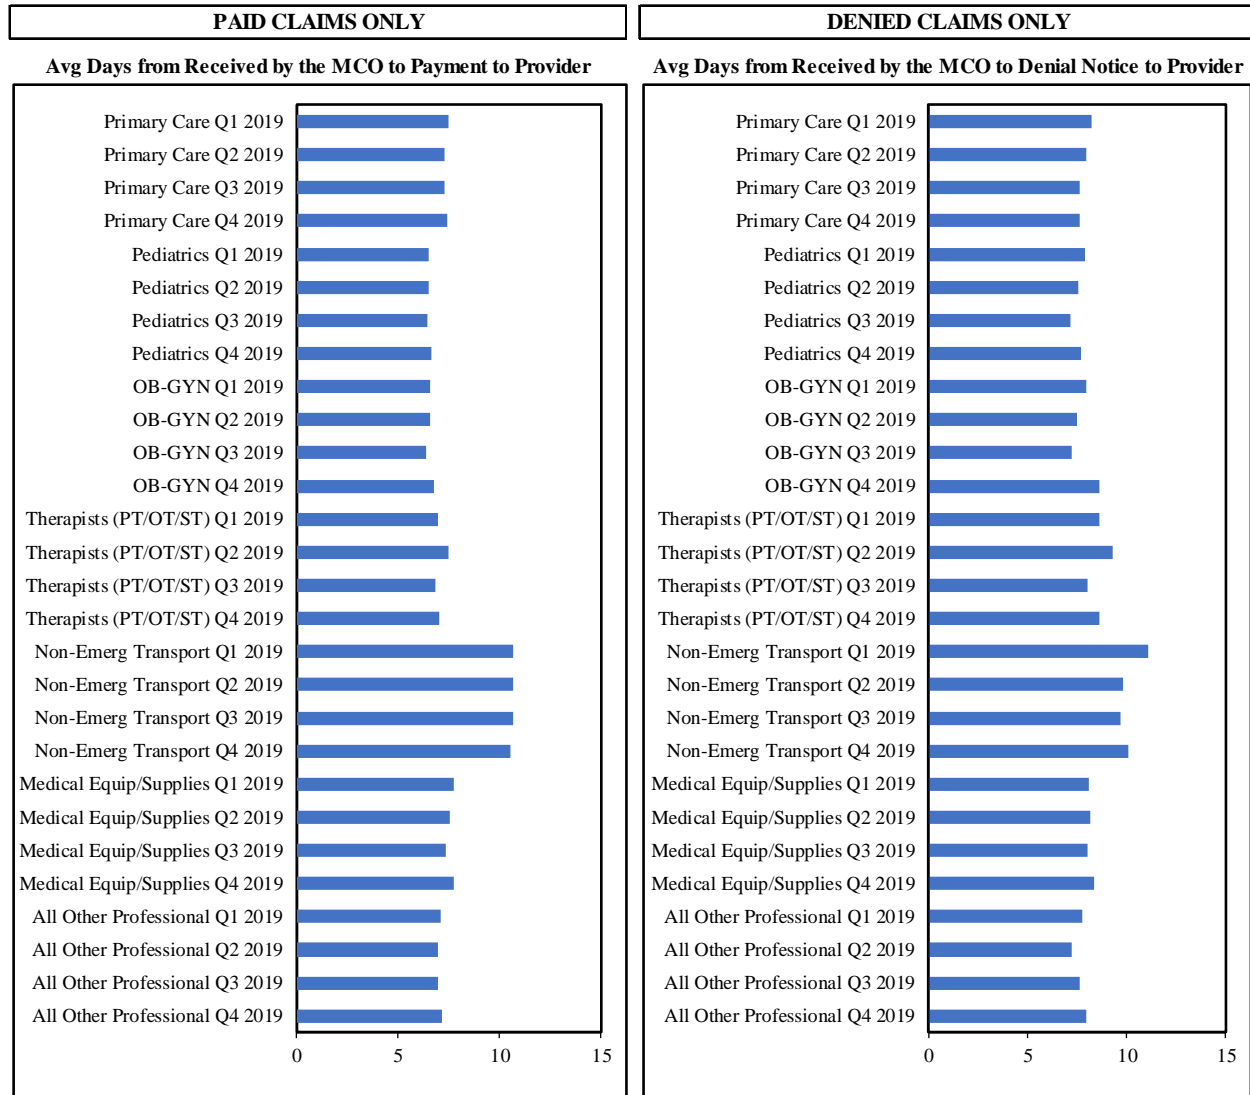 PAID CLAIMS ONLY
Avg Days from Received by the MCO to Payment to Provider
Primary Care Q1 2019
Primary Care Q2 2019
Primary Care Q3 2019
Primary Care Q4 2019
Pediatrics Q1 2019
Pediatrics Q2 2019
Pediatrics Q3 2019
Pediatrics Q4 2019
OB-GYN Q1 2019
OB-GYN Q2 2019
OB-GYN Q3 2019
OB-GYN Q4 2019
Therapists (PT/OT/ST) Q1 2019
Therapists (PT/OT/ST) Q2 2019
Therapists (PT/OT/ST) Q3 2019
Therapists (PT/OT/ST) Q4 2019
Non-Emerg Transport Q1 2019
Non-Emerg Transport Q2 2019
Non-Emerg Transport Q3 2019
Non-Emerg Transport Q4 2019
Medical Equip/Supplies Q1 2019
Medical Equip/Supplies Q2 2019
Medical Equip/Supplies Q3 2019
Medical Equip/Supplies Q4 2019
All Other Professional Q1 2019
All Other Professional Q2 2019
All Other Professional Q3 2019
All Other Professional Q4 2019
0 5 10 15
DENIED CLAIMS ONLY
Avg Days from Received by the MCO to Denial Notice to Provider
Primary Care Q1 2019
Primary Care Q2 2019
Primary Care Q3 2019
Primary Care Q4 2019
Pediatrics Q1 2019
Pediatrics Q2 2019
Pediatrics Q3 2019
Pediatrics Q4 2019
OB-GYN Q1 2019
OB-GYN Q2 2019
OB-GYN Q3 2019
OB-GYN Q4 2019
Therapists (PT/OT/ST) Q1 2019
Therapists (PT/OT/ST) Q2 2019
Therapists (PT/OT/ST) Q3 2019
Therapists (PT/OT/ST) Q4 2019
Non-Emerg Transport Q1 2019
Non-Emerg Transport Q2 2019
Non-Emerg Transport Q3 2019
Non-Emerg Transport Q4 2019
Medical Equip/Supplies Q1 2019
Medical Equip/Supplies Q2 2019
Medical Equip/Supplies Q3 2019
Medical Equip/Supplies Q4 2019
All Other Professional Q1 2019
All Other Professional Q2 2019
All Other Professional Q3 2019
All Other Professional Q4 2019
0 5 10 15